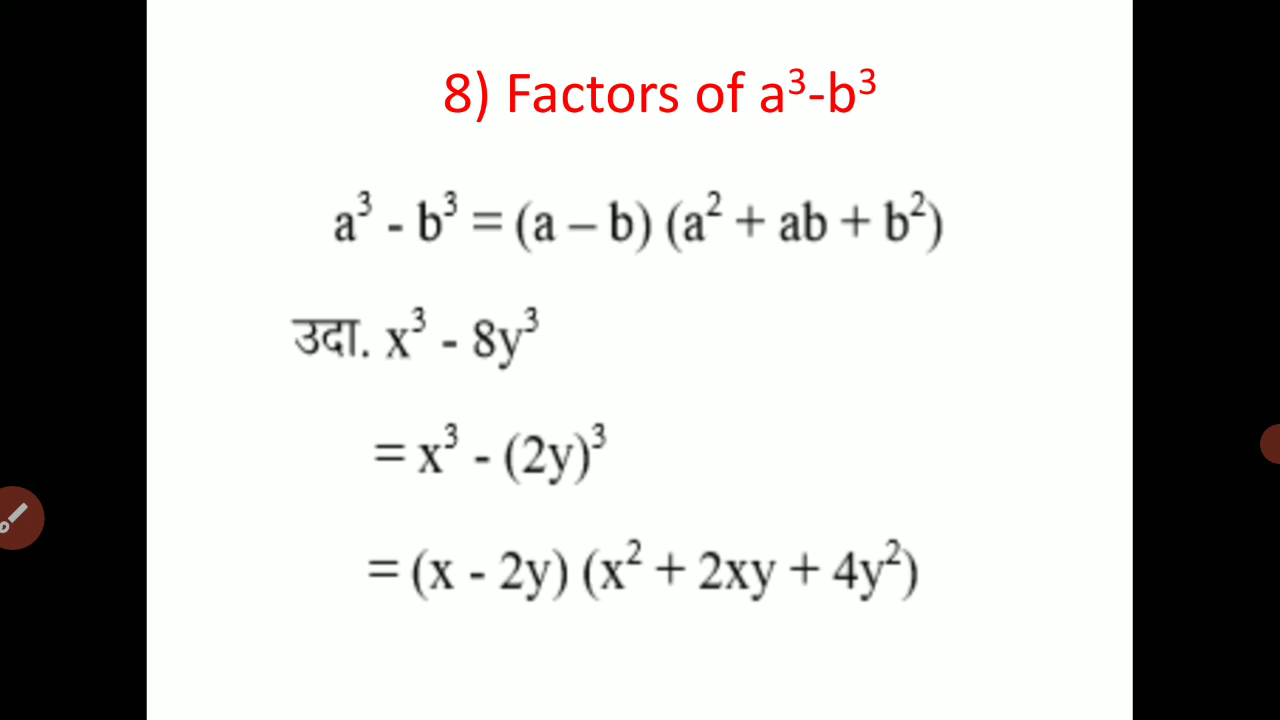 8) Factors of a³-b³
a³ - b³ = (a – b) (a² + ab + b²)
उदा. x³ - 8y³
= x³ - (2y)³
= (x - 2y) (x² + 2xy + 4y²)